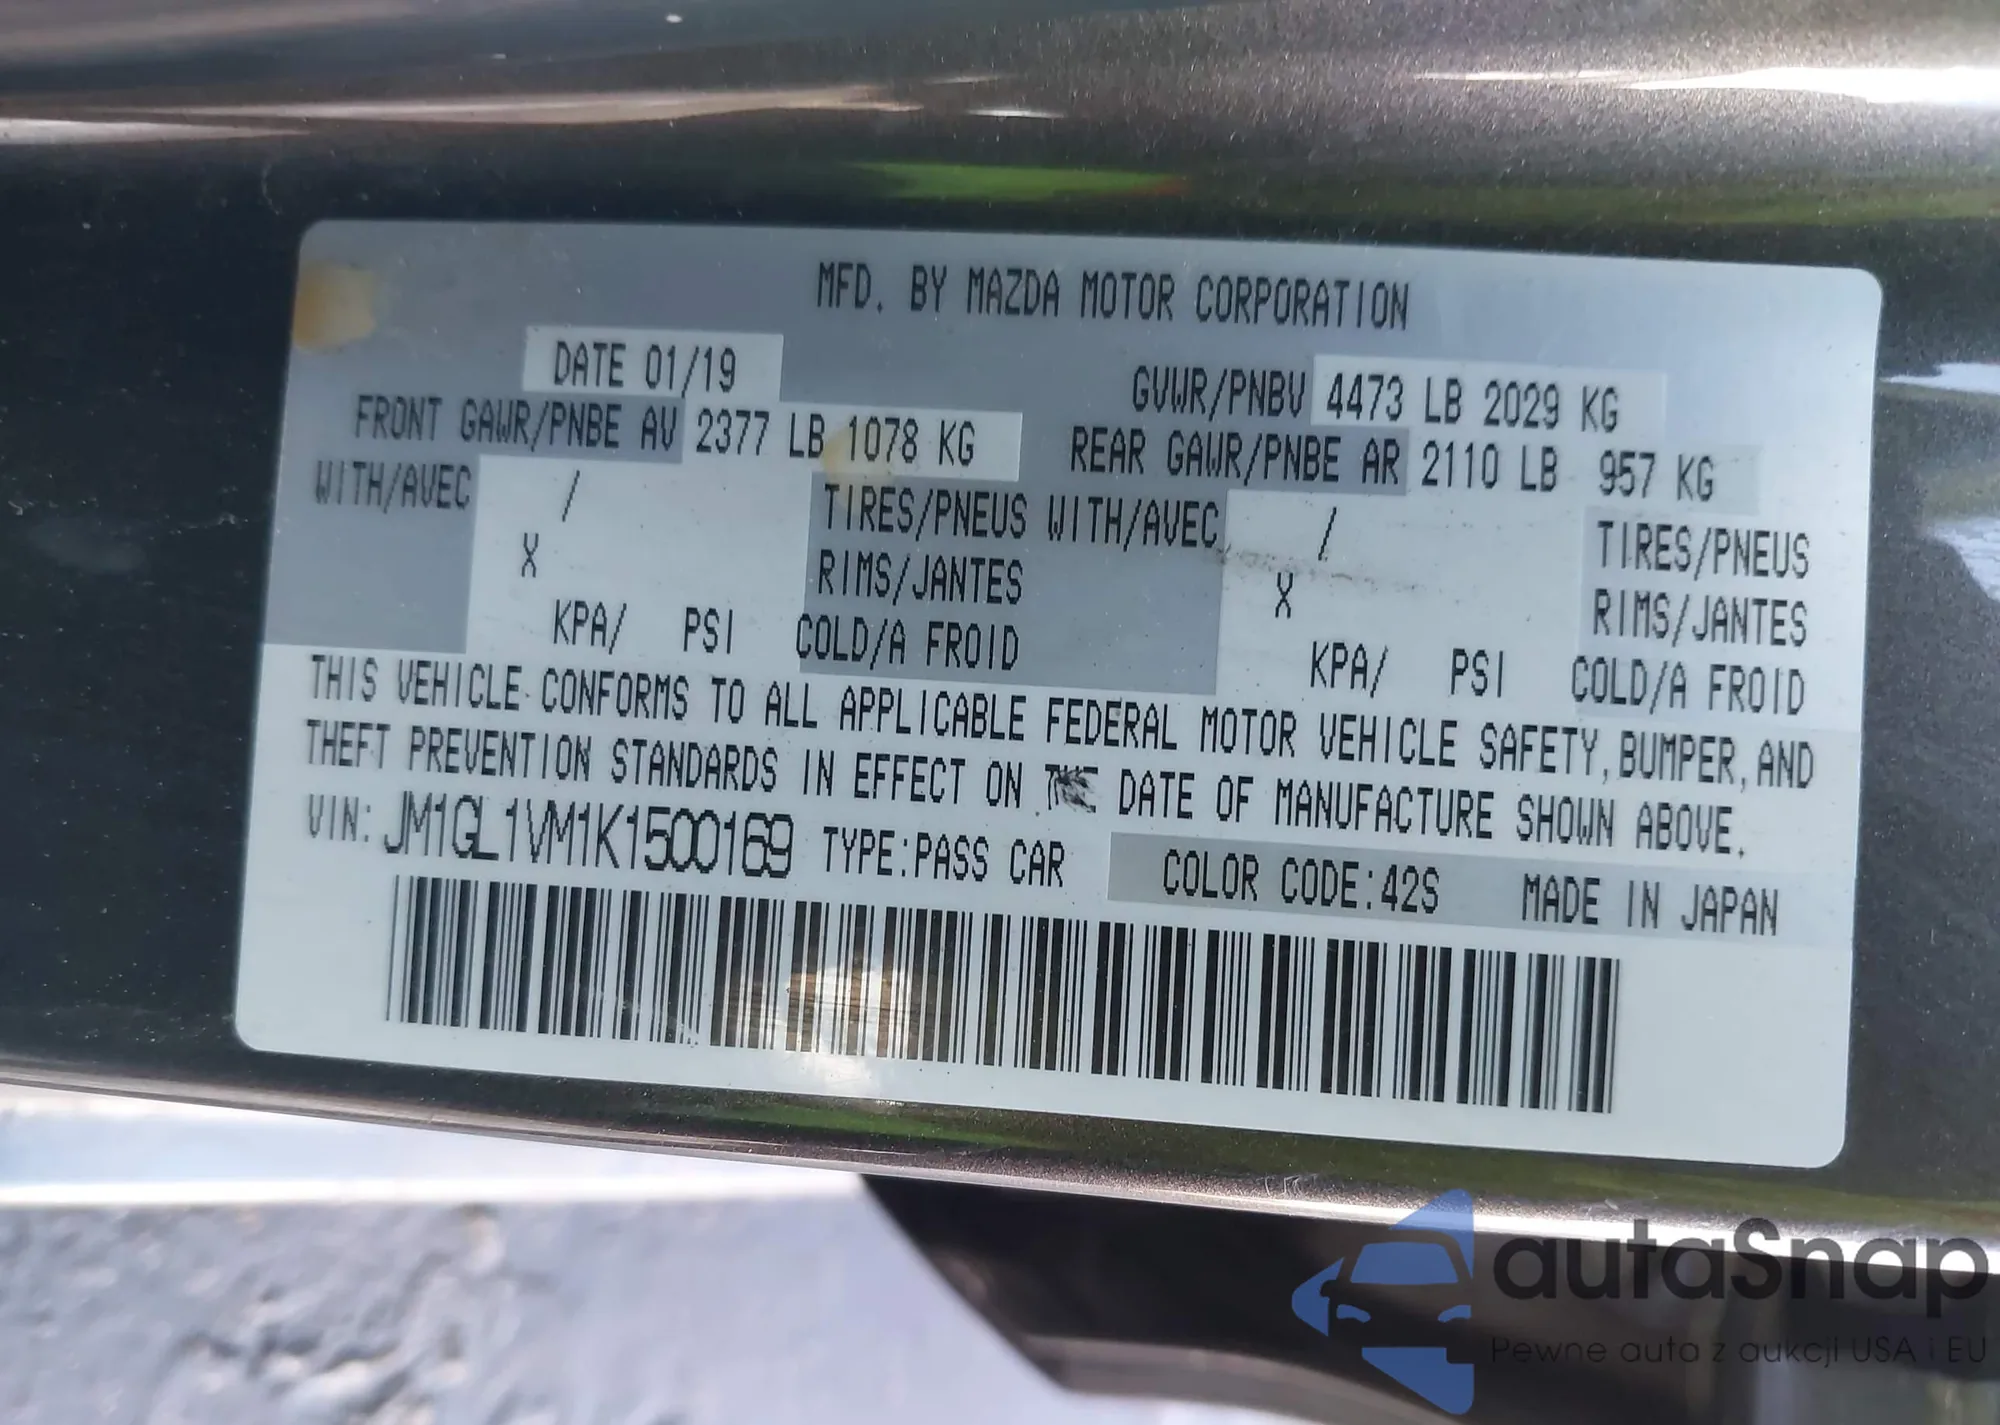 MFD. BY MAZDA MOTOR CORPORATION
DATE 01/19
GVWR/PNBV 4473 LB 2029 KG
FRONT GAWR/PNBE AV 2377 LB 1078 KG
REAR GAWR/PNBE AR 2110 LB 957 KG
WITH/AVEC / TIRES/PNEUS WITH/AVEC / TIRES/PNEUS
X RIMS/JANTES X RIMS/JANTES
KPA/ PSI COLD/A FROID KPA/ PSI COLD/A FROID
THIS VEHICLE CONFORMS TO ALL APPLICABLE FEDERAL MOTOR VEHICLE SAFETY, BUMPER, AND
THEFT PREVENTION STANDARDS IN EFFECT ON THE DATE OF MANUFACTURE SHOWN ABOVE.
VIN: JM1GL1VM1K1500169 TYPE:PASS CAR COLOR CODE:42S MADE IN JAPAN
autaSnap
Pewne auta z aukcji USA i EU